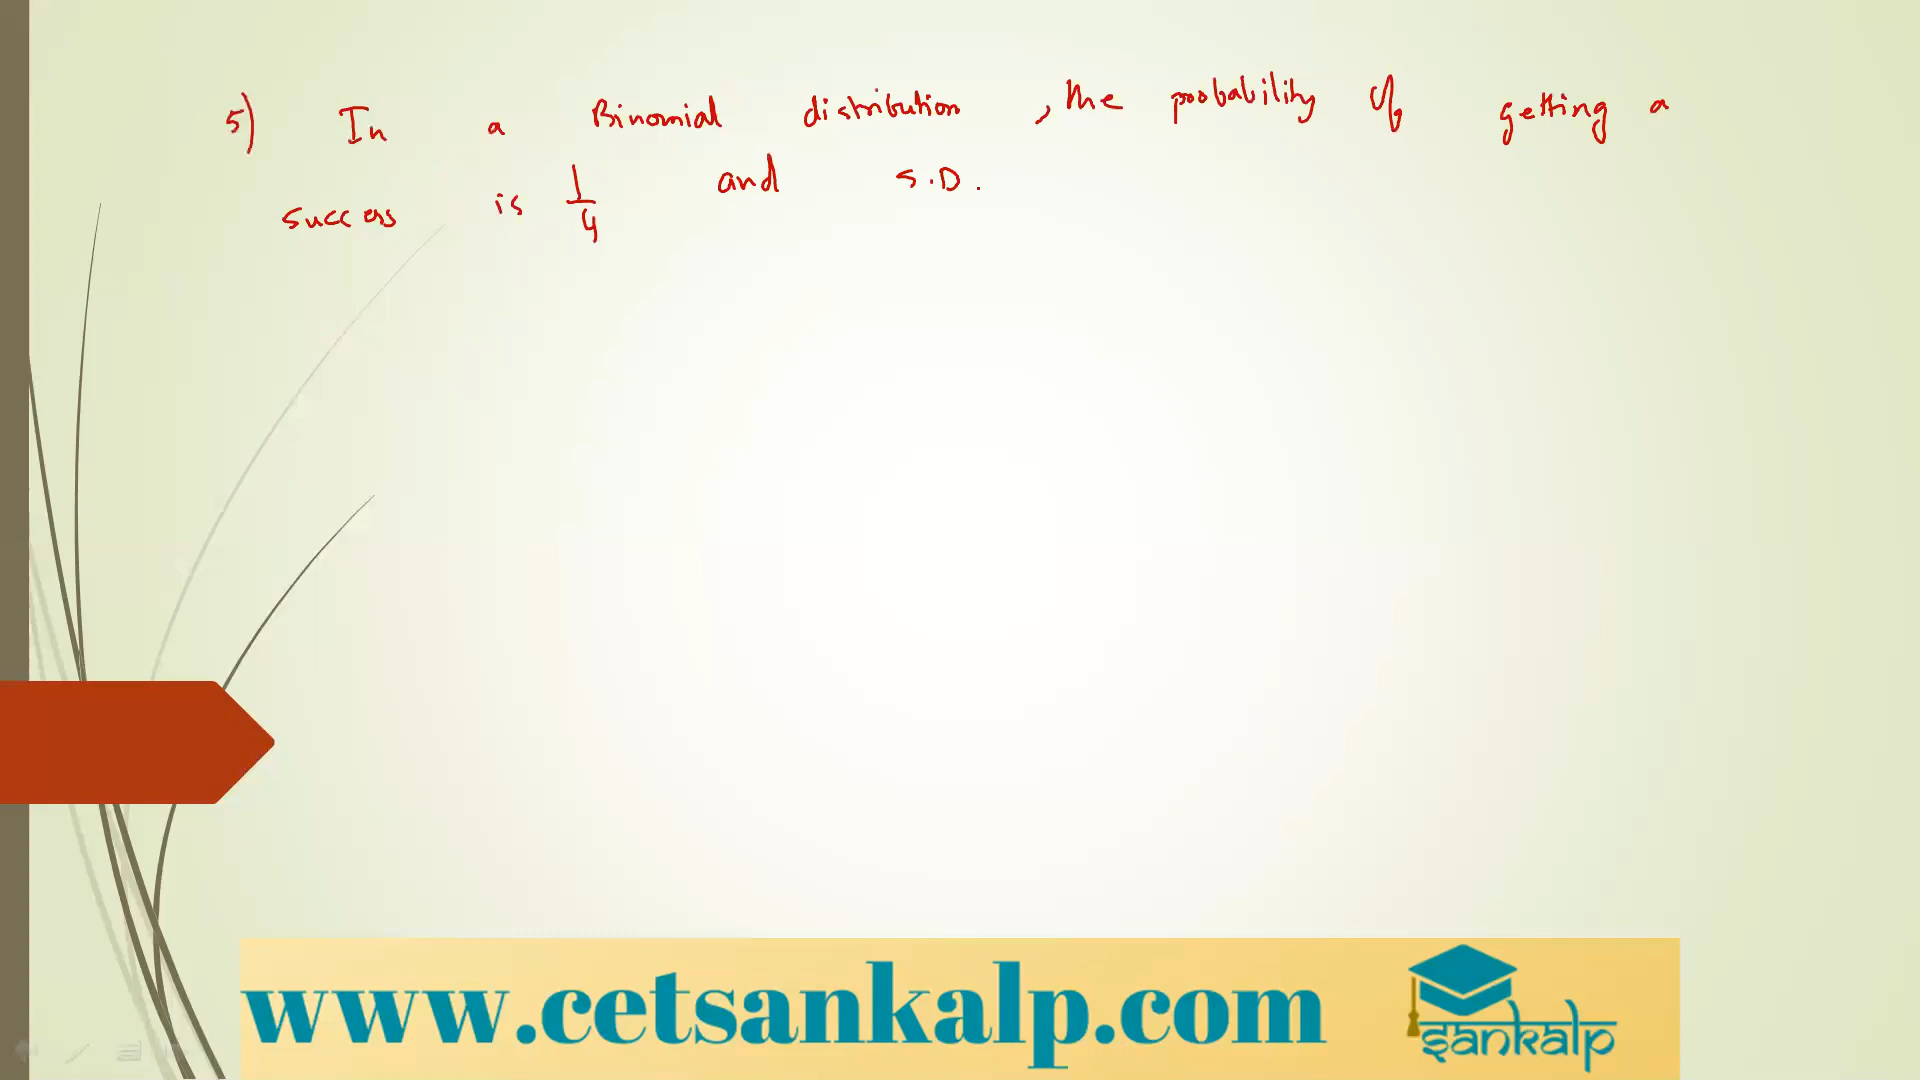 5) In a Binomial distribution, the probability of getting a
success is 1/4 and S.D.
www.cetsankalp.com
sankalp